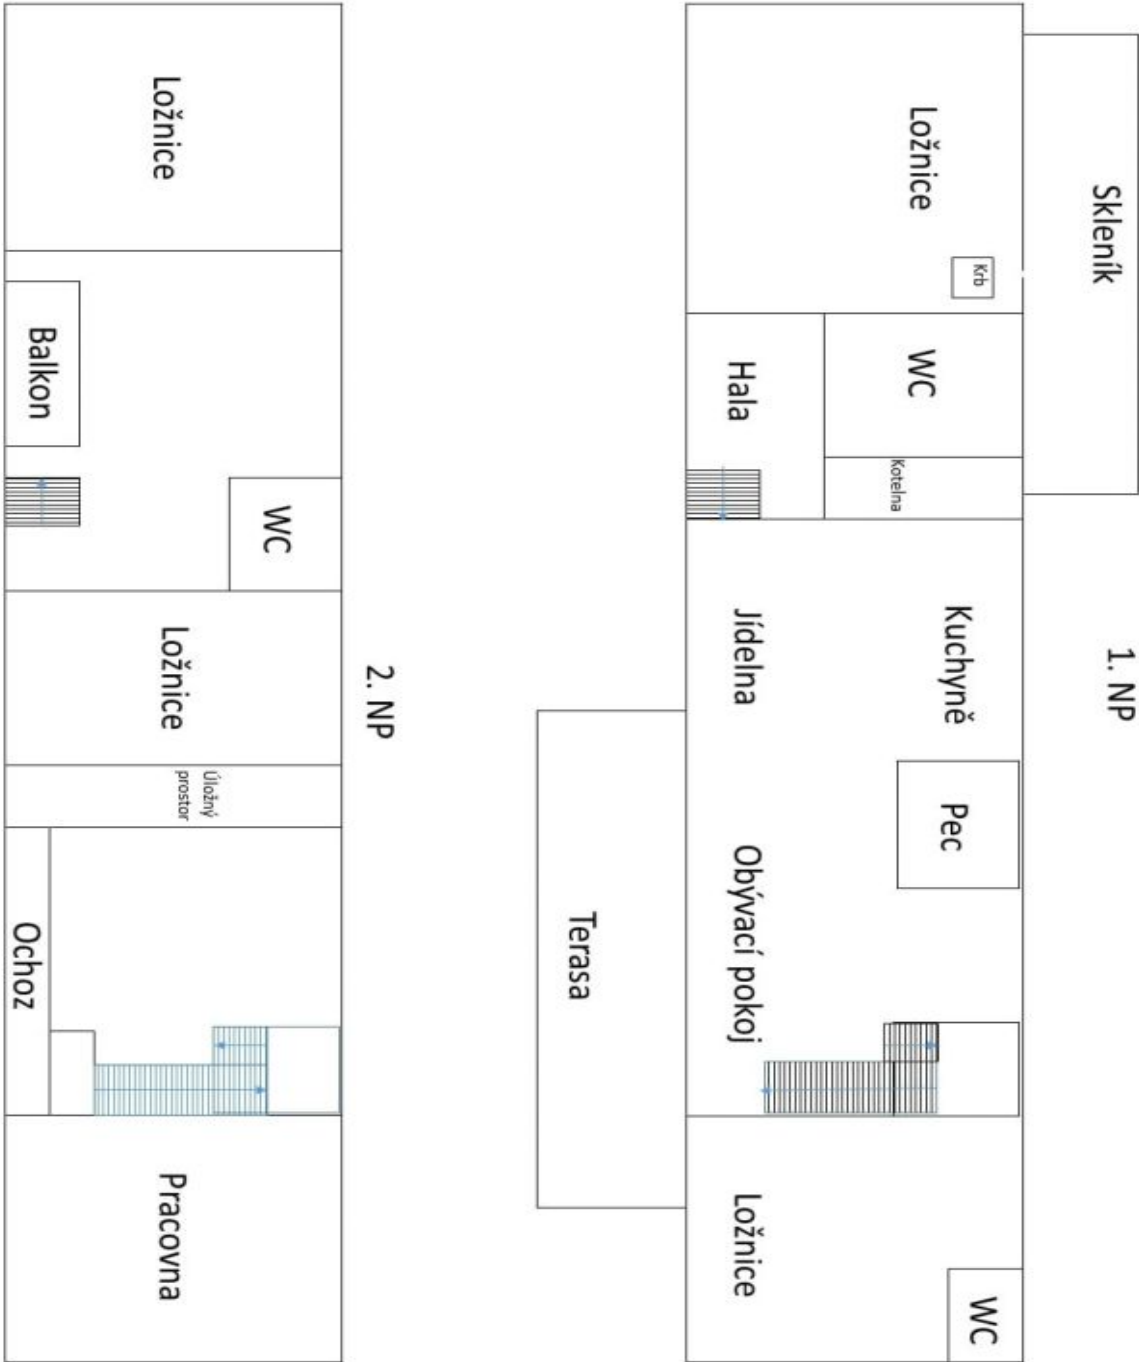 1. NP
Skleník
Ložnice
Krb
WC
Kotelna
Hala
Kuchyně
Jídelna
Pec
Obývací pokoj
Ložnice
WC
Terasa
2. NP
Ložnice
Balkon
WC
Ložnice
Úložný
prostor
Ochoz
Pracovna